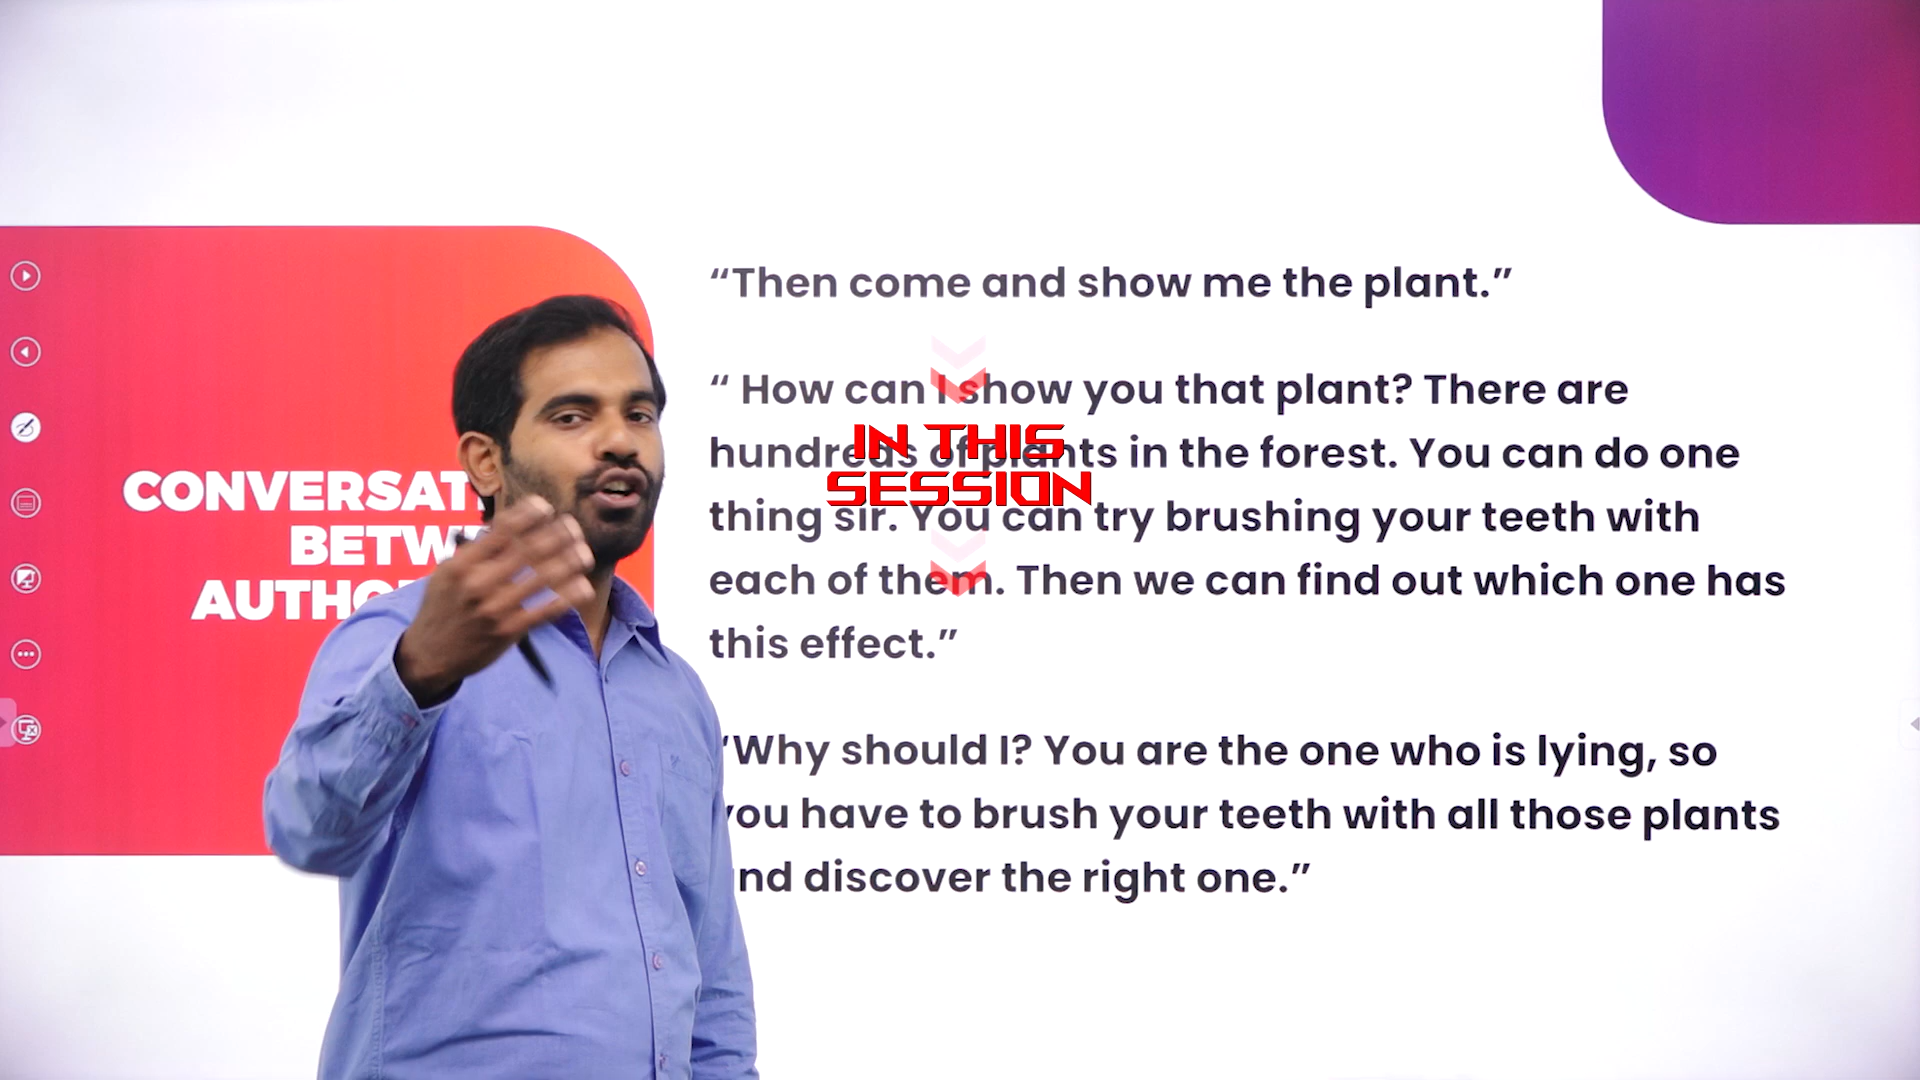 “Then come and show me the plant.”
“ How can I show you that plant? There are
hundreds of plants in the forest. You can do one
thing sir. You can try brushing your teeth with
each of them. Then we can find out which one has
this effect.”
Why should I? You are the one who is lying, so
you have to brush your teeth with all those plants
and discover the right one.”
IN THIS
SESSION